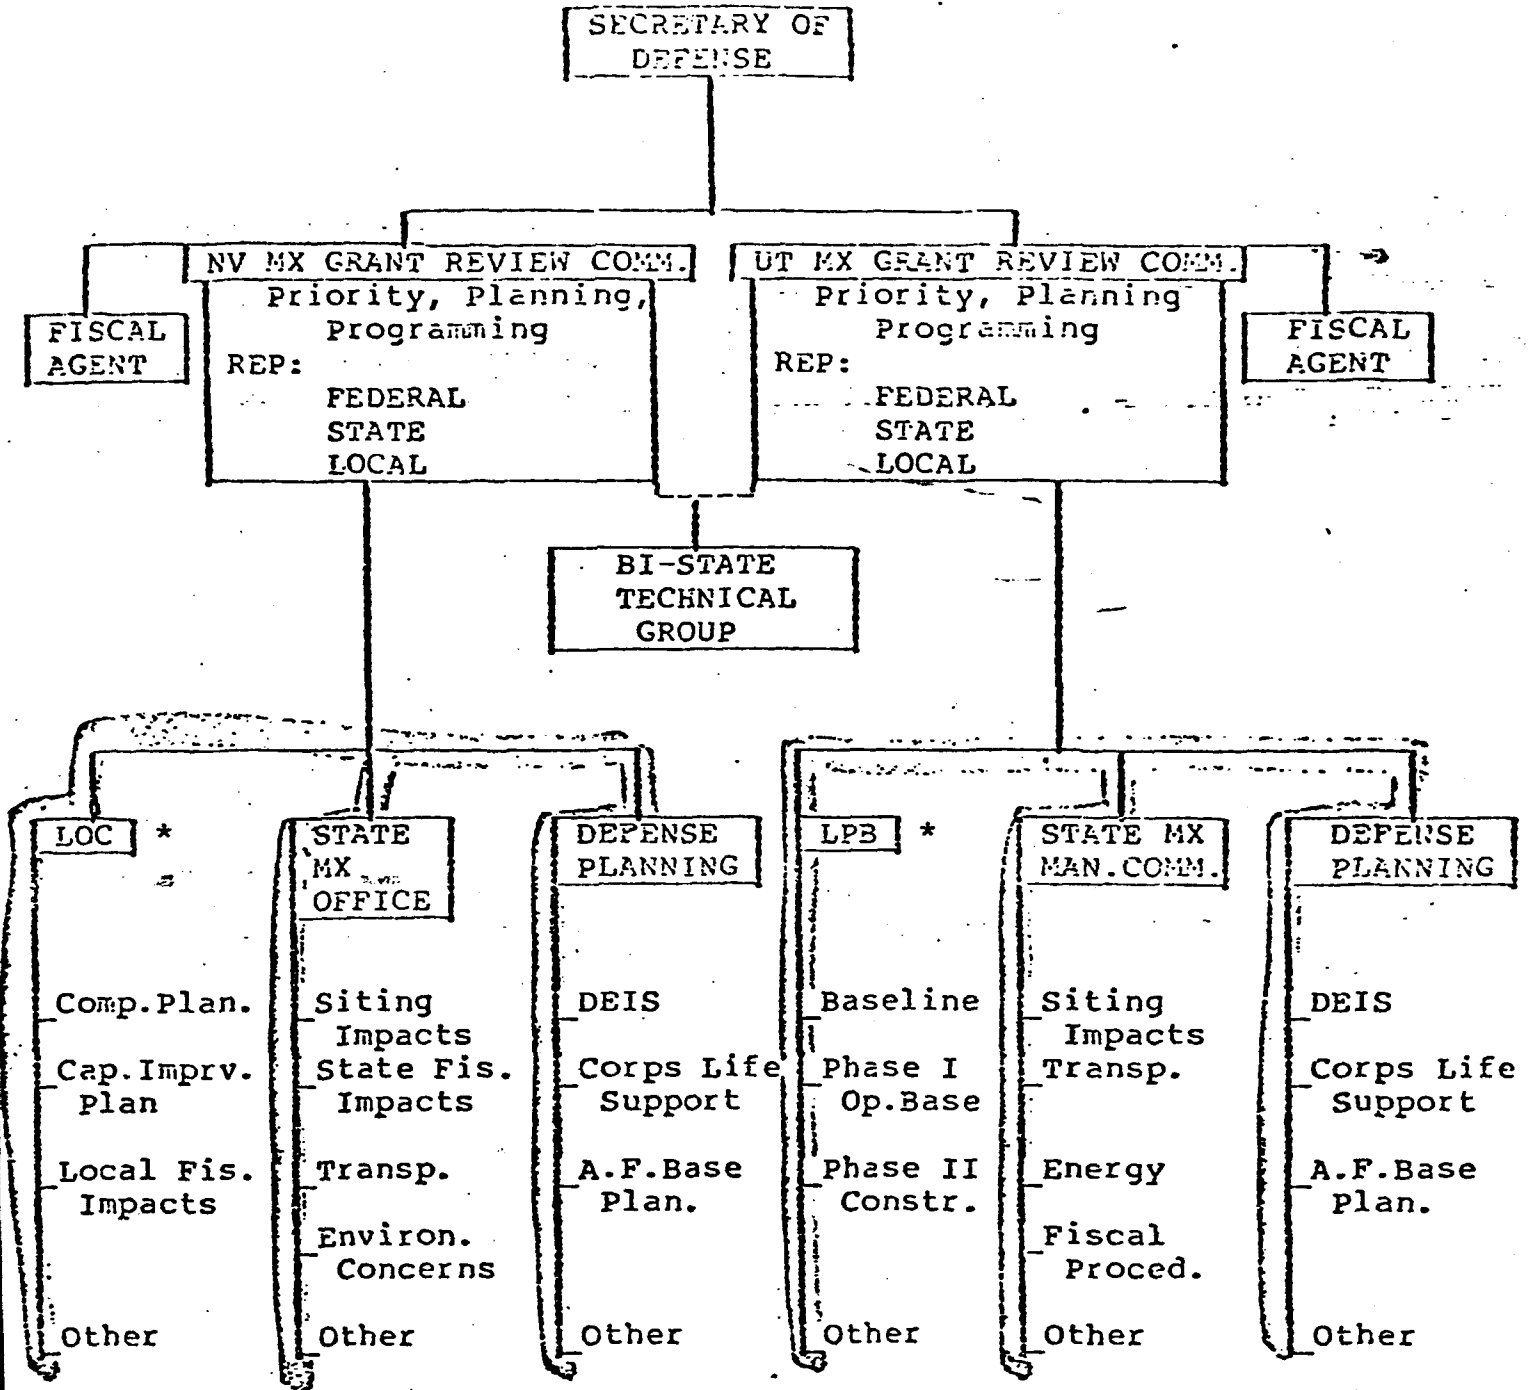 SECRETARY OF
DEFENSE
NV MX GRANT REVIEW COMM.
Priority, Planning,
Programming
REP:
FEDERAL
STATE
LOCAL
FISCAL
AGENT
UT MX GRANT REVIEW COMM.
Priority, Planning
Programming
REP:
FEDERAL
STATE
LOCAL
FISCAL
AGENT
BI-STATE
TECHNICAL
GROUP
LOC *
Comp.Plan.
Cap.Imprv.
Plan
Local Fis.
Impacts
Other
STATE
MX
OFFICE
Siting
Impacts
State Fis.
Impacts
Transp.
Environ.
Concerns
Other
DEFENSE
PLANNING
DEIS
Corps Life
Support
A.F.Base
Plan.
Other
LPB *
Baseline
Phase I
Op.Base
Phase II
Constr.
Other
STATE MX
MAN.COMM.
Siting
Impacts
Transp.
Energy
Fiscal
Proced.
Other
DEFENSE
PLANNING
DEIS
Corps Life
Support
A.F.Base
Plan.
Other